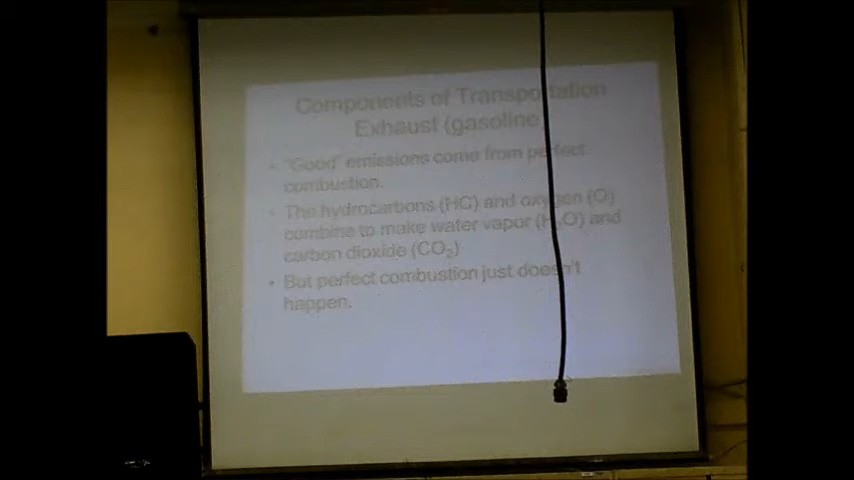 Components of Transportation
Exhaust (gasoline
• "Good" emissions come from perfect
combustion.
• The hydrocarbons (HC) and oxygen (O)
combine to make water vapor (H₂O) and
carbon dioxide (CO₂)
• But perfect combustion just doesn't
happen.